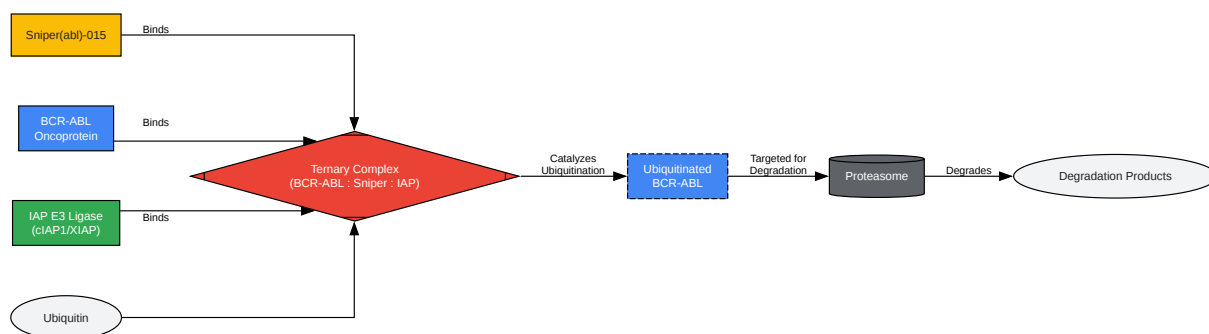 Sniper(abl)-015
Binds
BCR-ABL
Oncoprotein
Binds
IAP E3 Ligase
(cIAP1/XIAP)
Binds
Ubiquitin
Ternary Complex
(BCR-ABL : Sniper : IAP)
Catalyzes
Ubiquitination
Ubiquitinated
BCR-ABL
Targeted for
Degradation
Proteasome
Degrades
Degradation Products